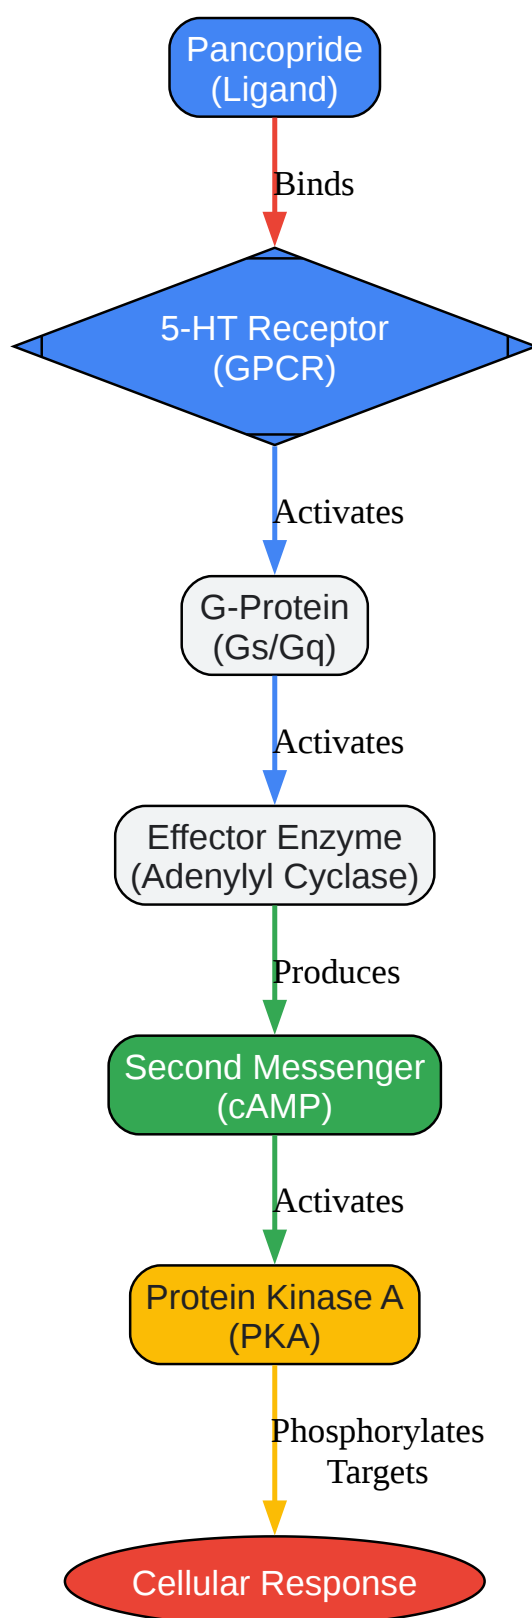 Pancopride
(Ligand)
Binds
5-HT Receptor
(GPCR)
Activates
G-Protein
(Gs/Gq)
Activates
Effector Enzyme
(Adenylyl Cyclase)
Produces
Second Messenger
(cAMP)
Activates
Protein Kinase A
(PKA)
Phosphorylates
Targets
Cellular Response